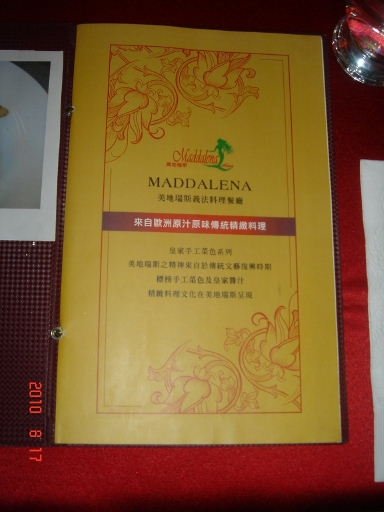 Maddalena
美地瑞斯
MADDALENA
美地瑞斯義法料理餐廳
來自歐洲原汁原味傳統精緻料理
皇家手工菜色系列
美地瑞斯之精神來自於傳統文藝復興時期
標榜手工菜色及皇家醬汁
精緻料理文化在美地瑞斯呈現
2010 8 17